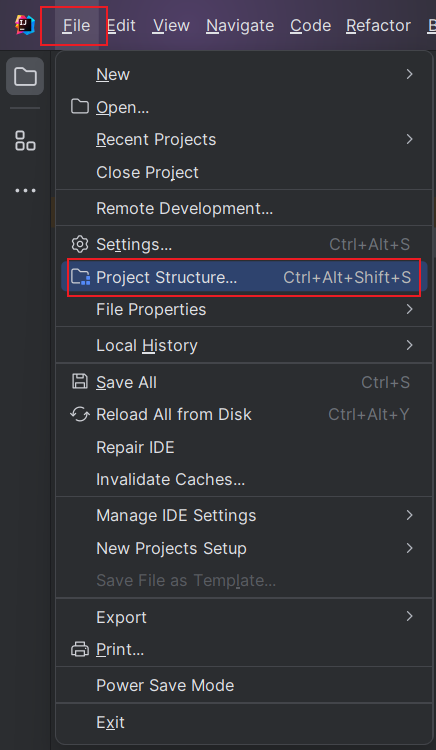 IJ
File Edit View Navigate Code Refactor B
New
Open...
Recent Projects
Close Project
Remote Development...
Settings... Ctrl+Alt+S
Project Structure... Ctrl+Alt+Shift+S
File Properties
Local History
Save All Ctrl+S
Reload All from Disk Ctrl+Alt+Y
Repair IDE
Invalidate Caches...
Manage IDE Settings
New Projects Setup
Save File as Template...
Export
Print...
Power Save Mode
Exit